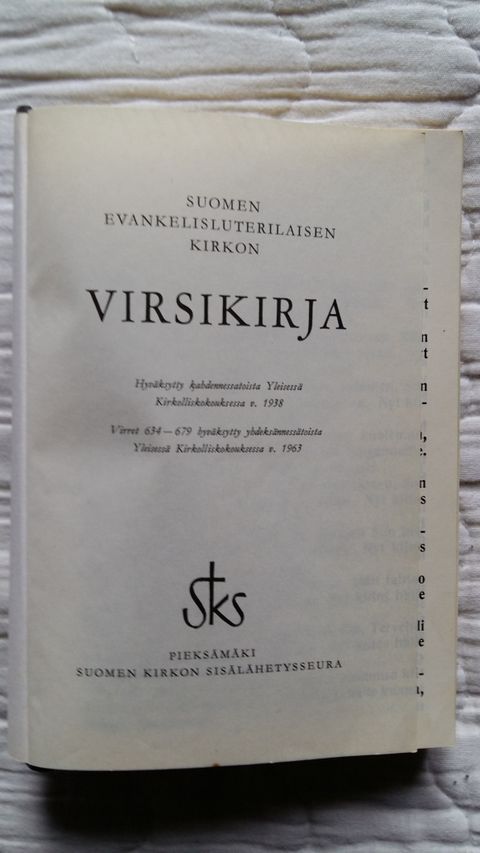 SUOMEN
EVANKELISLUTERILAISEN
KIRKON
VIRSIKIRJA
Hyväksytty kahdennessatoista Yleisessä
Kirkolliskokouksessa v. 1938
Virret 634—679 hyväksytty yhdeksännessätoista
Yleisessä Kirkolliskokouksessa v. 1963
SKS
PIEKSÄMÄKI
SUOMEN KIRKON SISÄLÄHETYSSEURA